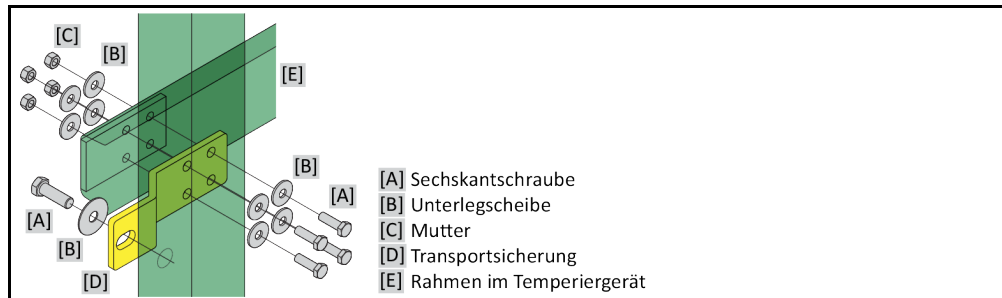 [C]
[B]
[E]
[B]
[A]
[A]
[B]
[D]
[A] Sechskantschraube
[B] Unterlegscheibe
[C] Mutter
[D] Transportsicherung
[E] Rahmen im Temperiergerät